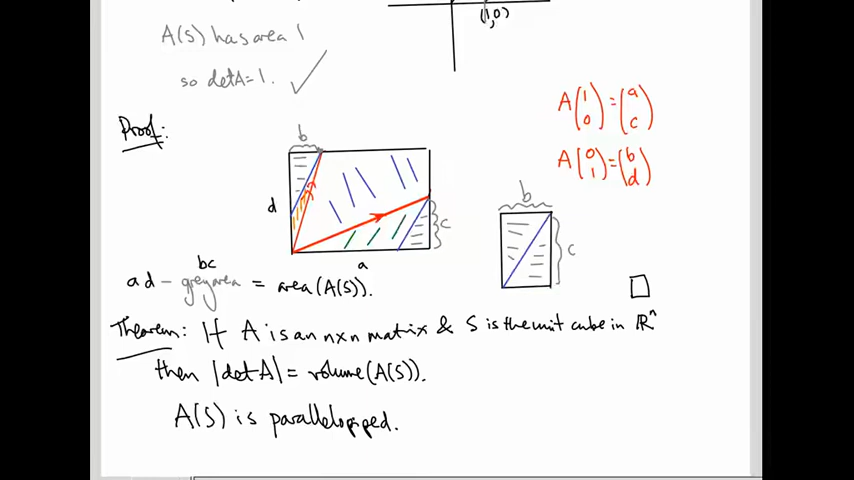 (1,0)
A(S) has area 1
so det A = 1. ✓
Proof:
A(1 0) = (a c)
A(0 1) = (b d)
b
d
c
a
b
c
ad - grey area = area(A(S)).
bc
Theorem: If A is an nxn matrix & S is the unit cube in ℝⁿ
then |det A| = volume(A(S)).
A(S) is parallelopiped.